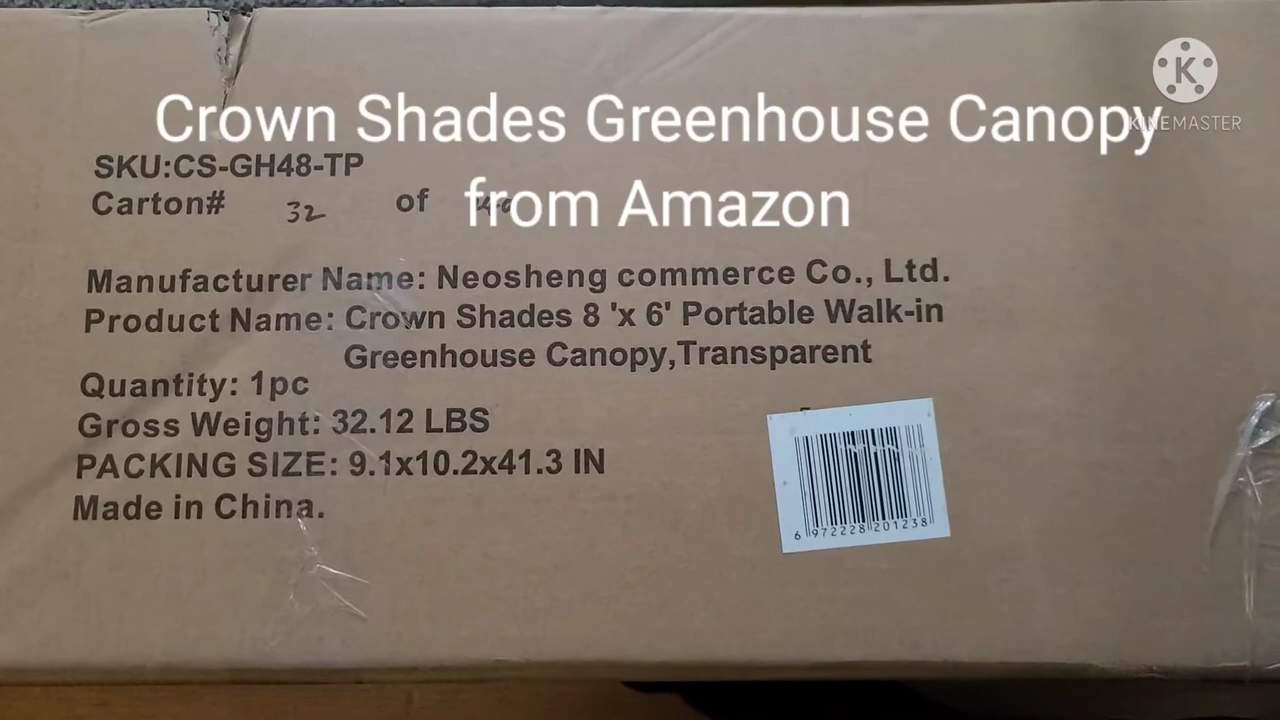 Crown Shades Greenhouse Canopy
from Amazon
K
KINEMASTER
SKU:CS-GH48-TP
Carton# 32 of
Manufacturer Name: Neosheng commerce Co., Ltd.
Product Name: Crown Shades 8 'x 6' Portable Walk-in
Greenhouse Canopy,Transparent
Quantity: 1pc
Gross Weight: 32.12 LBS
PACKING SIZE: 9.1x10.2x41.3 IN
Made in China.
6 972228 201238